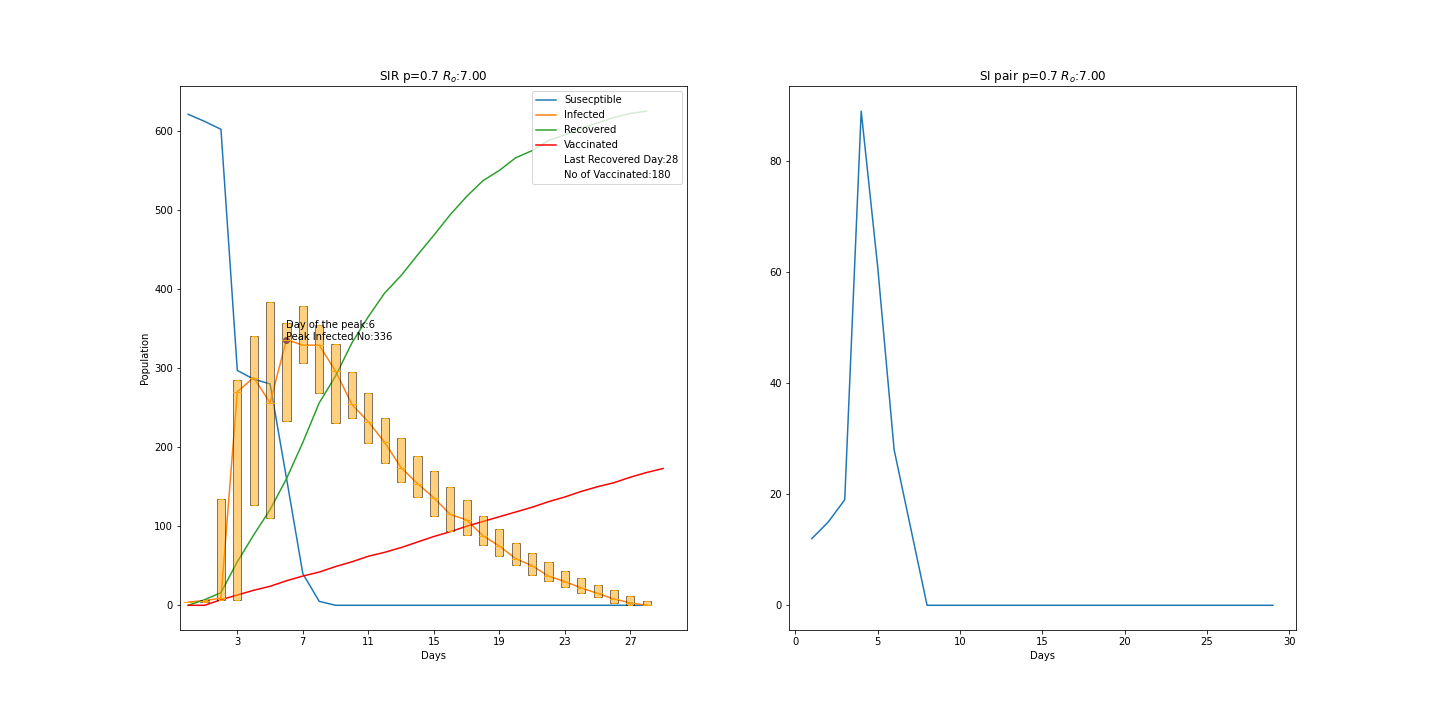 SIR p=0.7 Ro:7.00
Susecptible
Infected
Recovered
Vaccinated
Last Recovered Day:28
No of Vaccinated:180
Day of the peak:6
Peak Infected No:336
Population
600
500
400
300
200
100
0
3 7 11 15 19 23 27
Days
SI pair p=0.7 Ro:7.00
80
60
40
20
0
0 5 10 15 20 25 30
Days